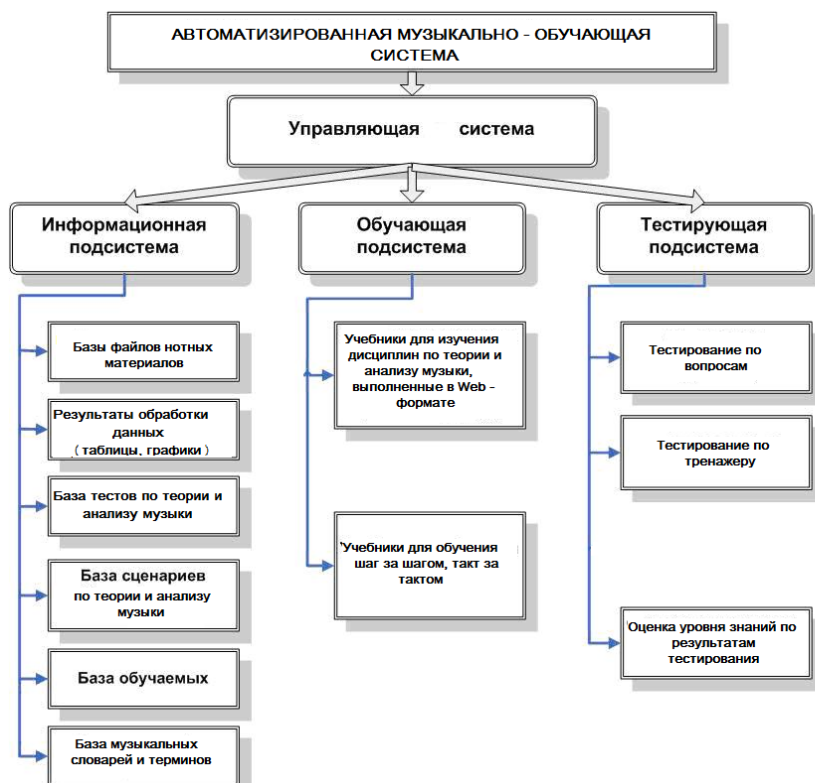 АВТОМАТИЗИРОВАННАЯ МУЗЫКАЛЬНО - ОБУЧАЮЩАЯ
СИСТЕМА
Управляющая система
Информационная
подсистема
Базы файлов нотных
материалов
Результаты обработки
данных
( таблицы, графики )
База тестов по теории и
анализу музыки
База сценариев
по теории и анализу
музыки
База обучаемых
База музыкальных
словарей и терминов
Обучающая
подсистема
Учебники для изучения
дисциплин по теории и
анализу музыки,
выполненные в Web –
формате
Учебники для обучения
шаг за шагом, такт за
тактом
Тестирующая
подсистема
Тестирование по
вопросам
Тестирование по
тренажеру
Оценка уровня знаний по
результатам
тестирования